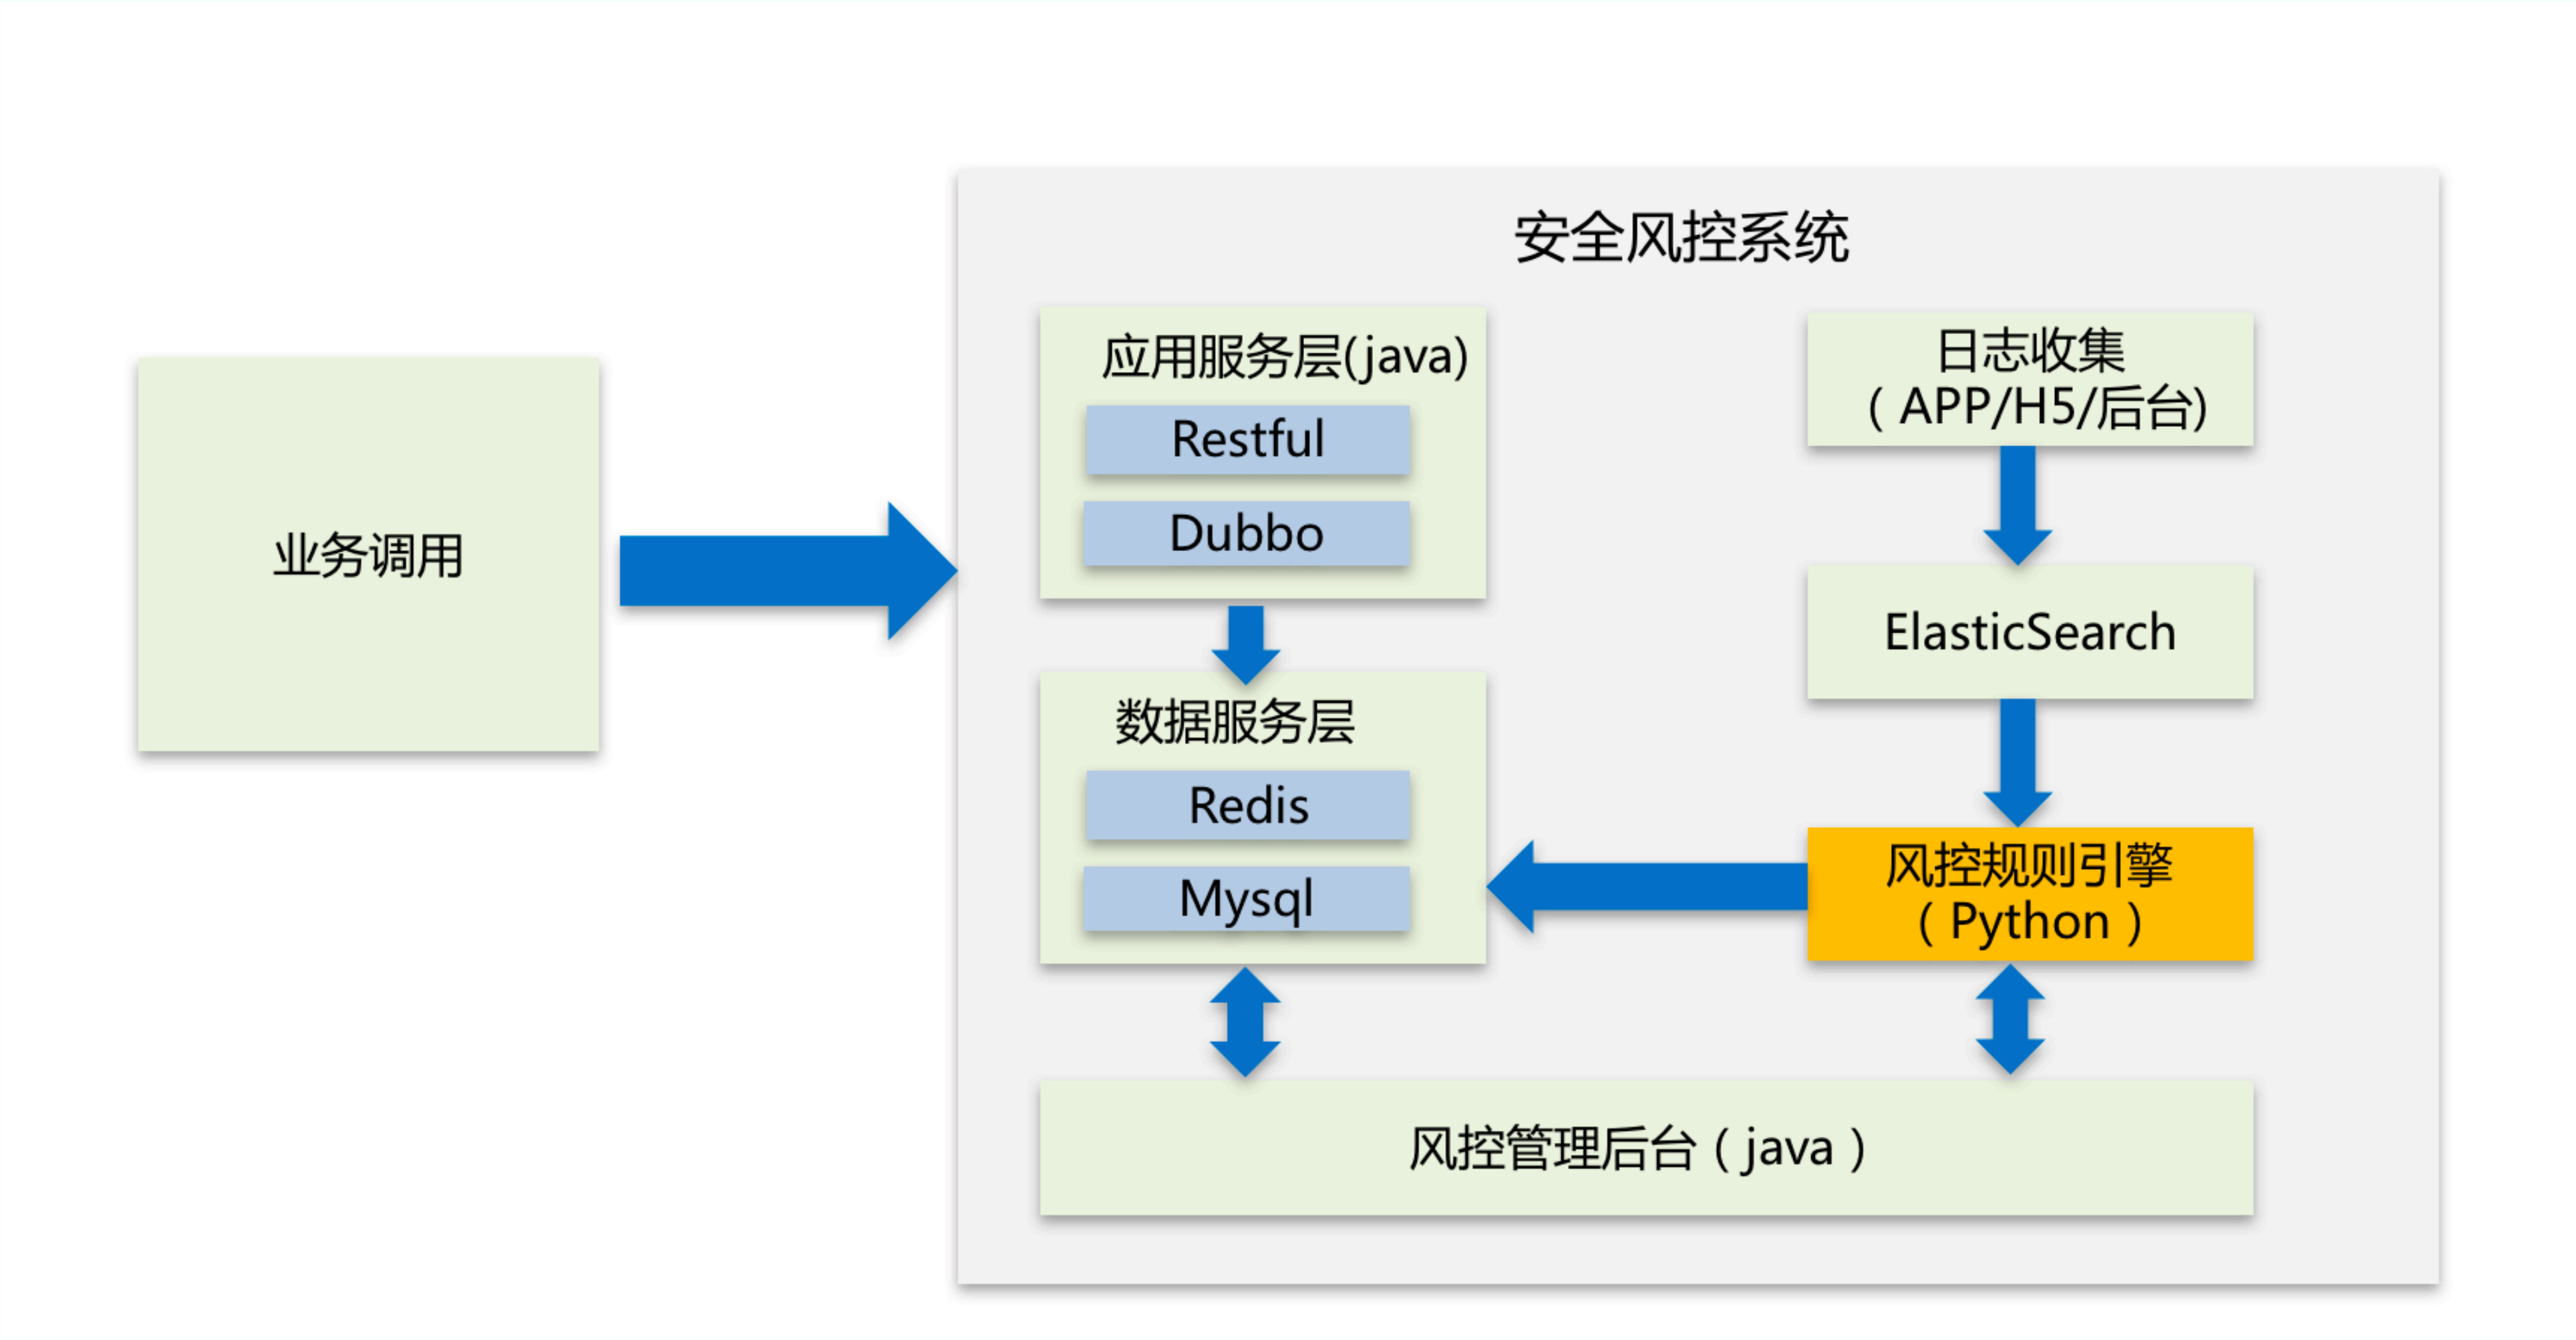 安全风控系统
业务调用
应用服务层(java)
Restful
Dubbo
数据服务层
Redis
Mysql
日志收集
（APP/H5/后台)
ElasticSearch
风控规则引擎
（Python）
风控管理后台（java）